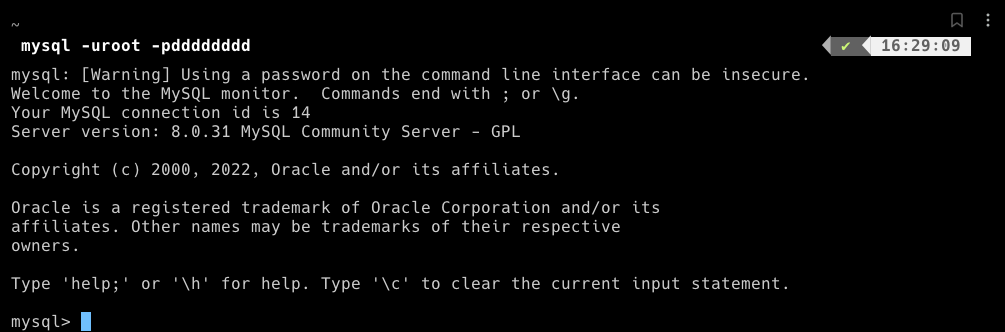 ~
mysql -uroot -pdddddddd
✔ 16:29:09
mysql: [Warning] Using a password on the command line interface can be insecure.
Welcome to the MySQL monitor.  Commands end with ; or \g.
Your MySQL connection id is 14
Server version: 8.0.31 MySQL Community Server - GPL
Copyright (c) 2000, 2022, Oracle and/or its affiliates.
Oracle is a registered trademark of Oracle Corporation and/or its
affiliates. Other names may be trademarks of their respective
owners.
Type 'help;' or '\h' for help. Type '\c' to clear the current input statement.
mysql>